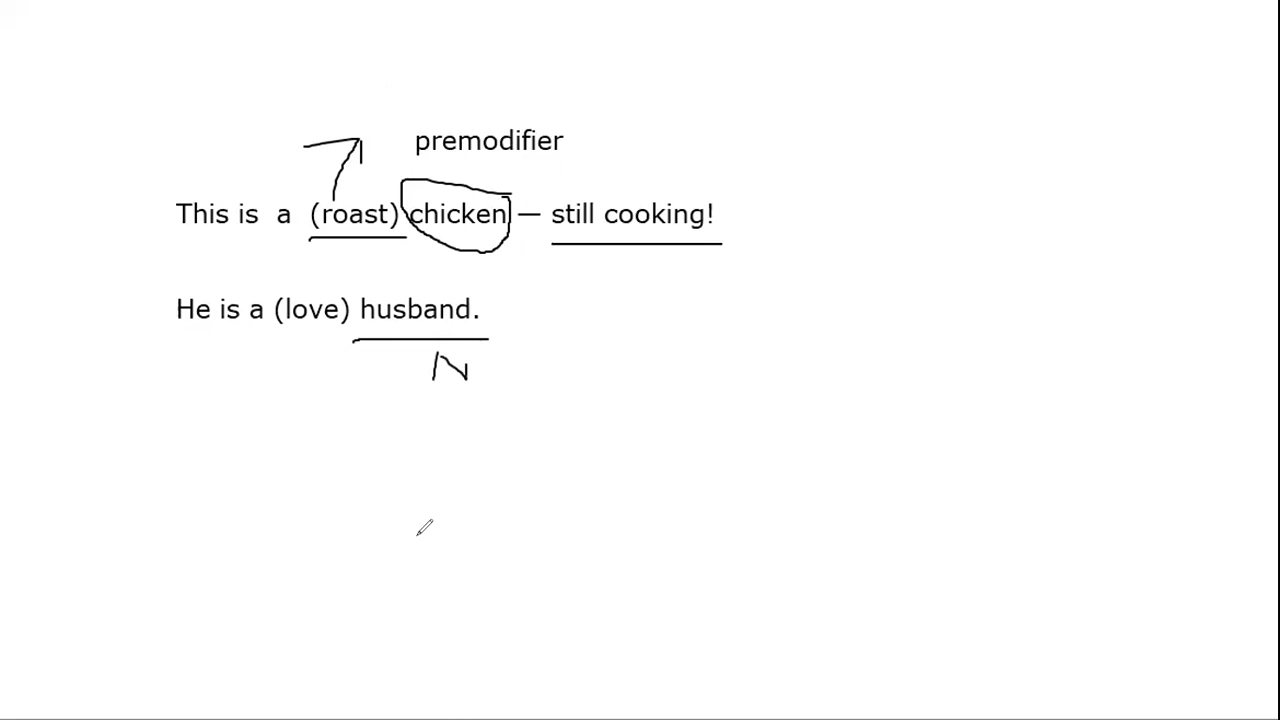 premodifier
This is a (roast) chicken — still cooking!
He is a (love) husband.
N